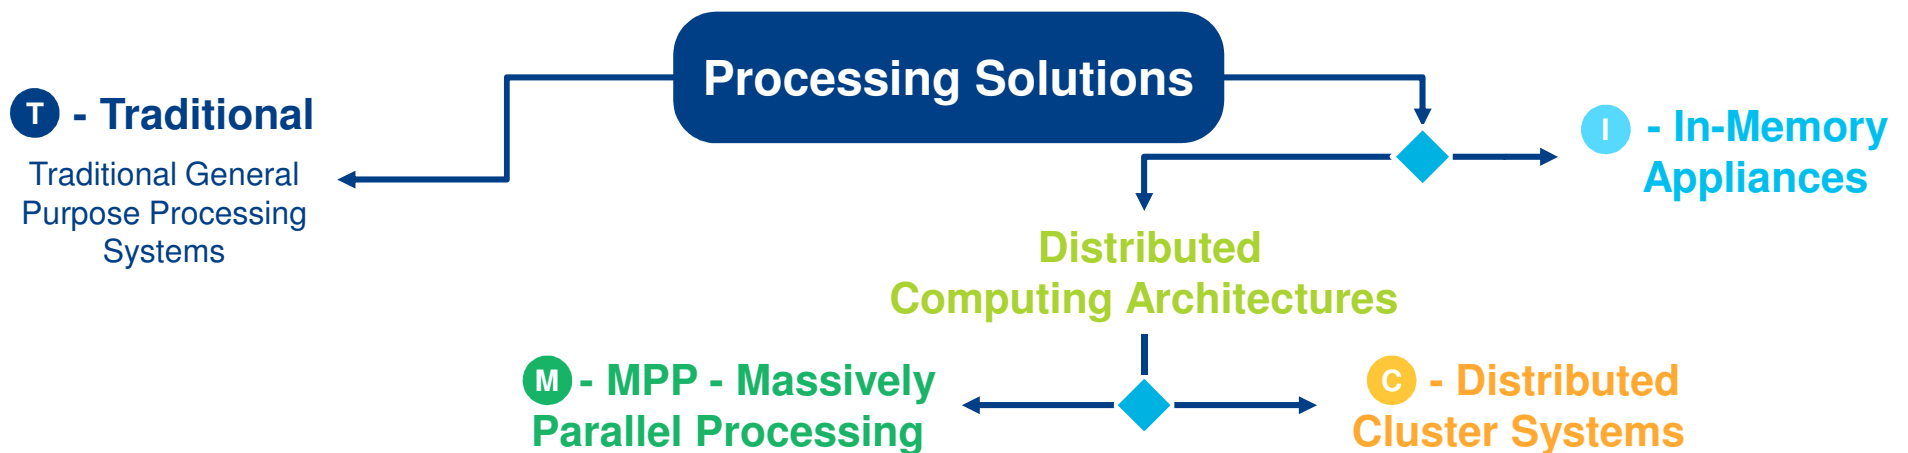 Processing Solutions
T - Traditional
Traditional General
Purpose Processing
Systems
I - In-Memory
Appliances
Distributed
Computing Architectures
M - MPP - Massively
Parallel Processing
C - Distributed
Cluster Systems